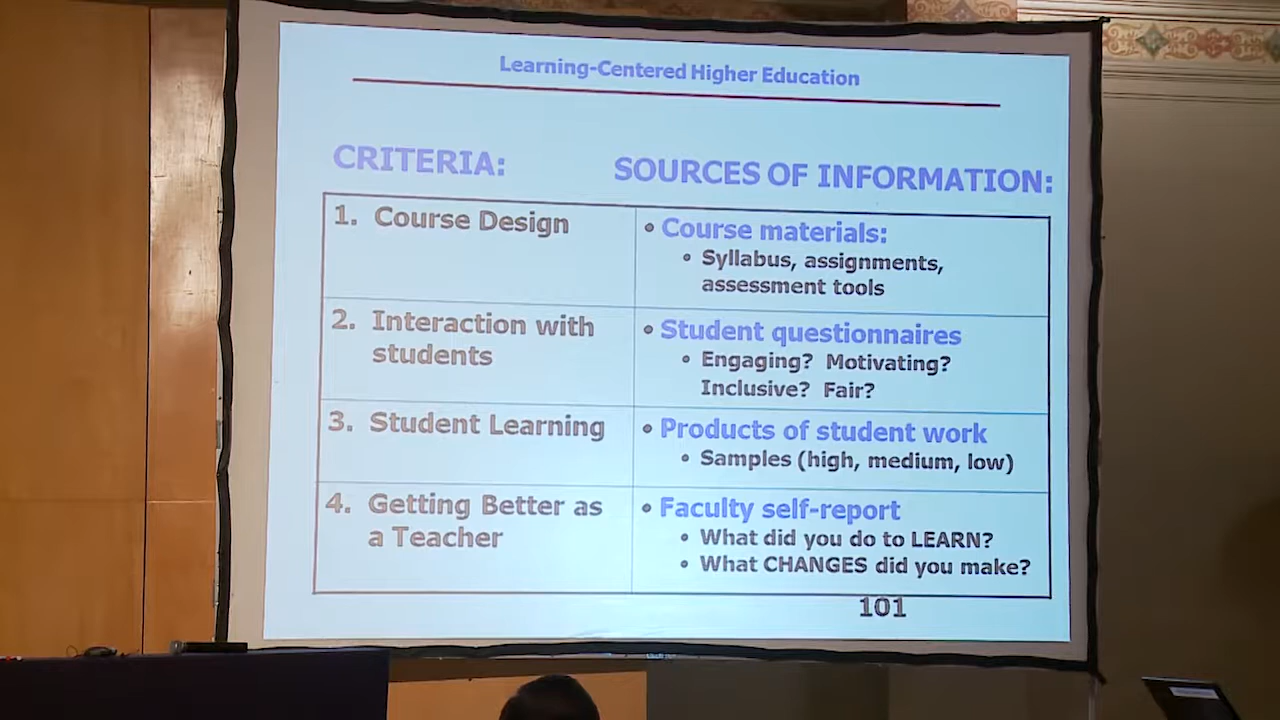 Learning-Centered Higher Education
CRITERIA:
SOURCES OF INFORMATION:
1. Course Design
• Course materials:
• Syllabus, assignments,
assessment tools
2. Interaction with
students
• Student questionnaires
• Engaging? Motivating?
Inclusive? Fair?
3. Student Learning
• Products of student work
• Samples (high, medium, low)
4. Getting Better as
a Teacher
• Faculty self-report
• What did you do to LEARN?
• What CHANGES did you make?
101